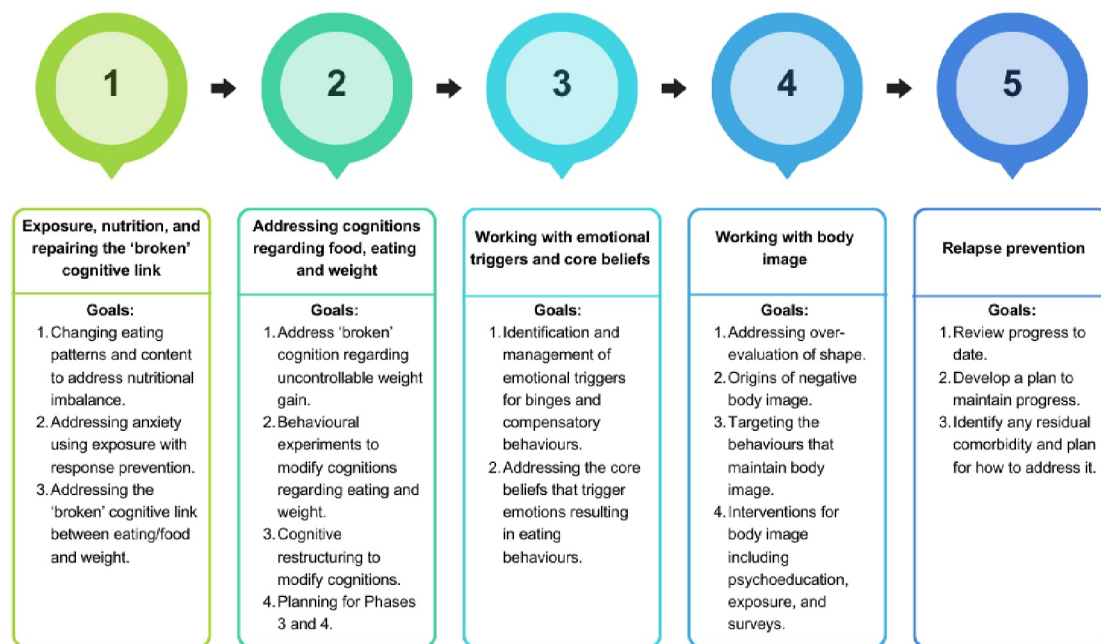 1
2
3
4
5
Exposure, nutrition, and
repairing the ‘broken’
cognitive link
Goals:
1. Changing eating
patterns and content
to address nutritional
imbalance.
2. Addressing anxiety
using exposure with
response prevention.
3. Addressing the
‘broken’ cognitive link
between eating/food
and weight.
Addressing cognitions
regarding food, eating
and weight
Goals:
1. Address ‘broken’
cognition regarding
uncontrollable weight
gain.
2. Behavioural
experiments to
modify cognitions
regarding eating and
weight.
3. Cognitive
restructuring to
modify cognitions.
4. Planning for Phases
3 and 4.
Working with emotional
triggers and core beliefs
Goals:
1. Identification and
management of
emotional triggers
for binges and
compensatory
behaviours.
2. Addressing the core
beliefs that trigger
emotions resulting
in eating
behaviours.
Working with body
image
Goals:
1. Addressing over-
evaluation of shape.
2. Origins of negative
body image.
3. Targeting the
behaviours that
maintain body
image.
4. Interventions for
body image
including
psychoeducation,
exposure, and
surveys.
Relapse prevention
Goals:
1. Review progress to
date.
2. Develop a plan to
maintain progress.
3. Identify any residual
comorbidity and plan
for how to address it.